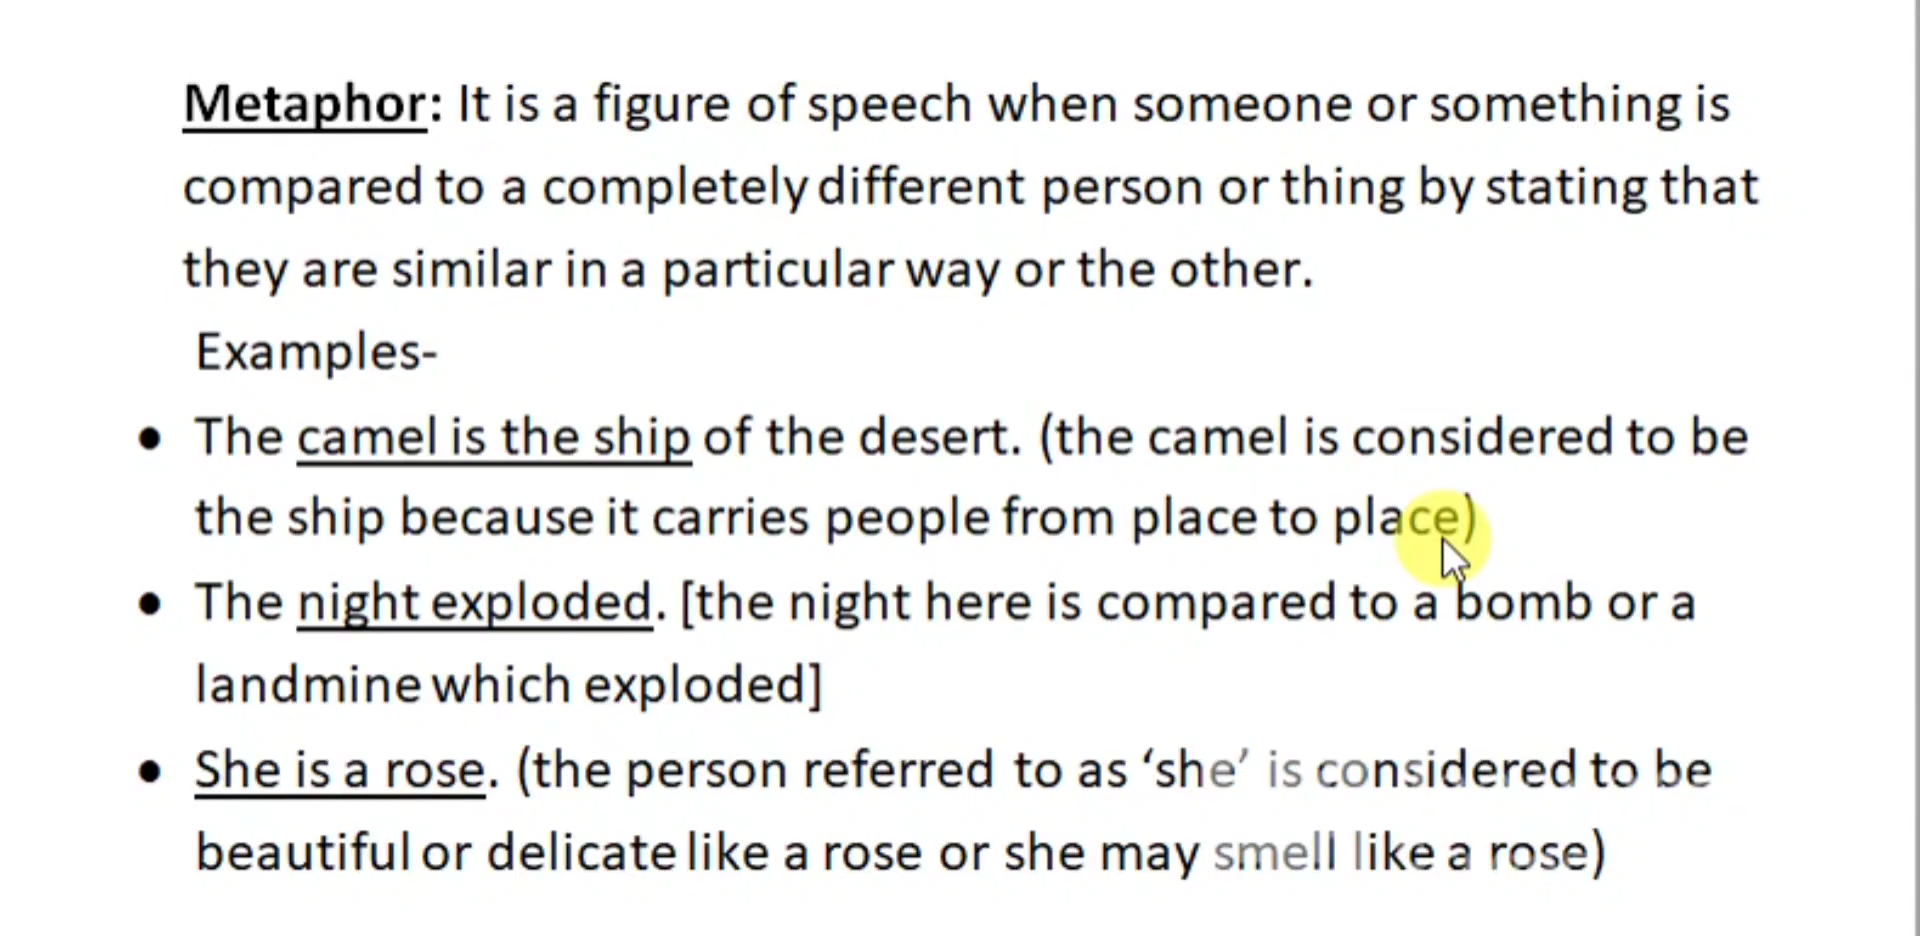 Metaphor: It is a figure of speech when someone or something is
compared to a completely different person or thing by stating that
they are similar in a particular way or the other.
Examples-
• The camel is the ship of the desert. (the camel is considered to be
the ship because it carries people from place to place)
• The night exploded. [the night here is compared to a bomb or a
landmine which exploded]
• She is a rose. (the person referred to as ‘she’ is considered to be
beautiful or delicate like a rose or she may smell like a rose)